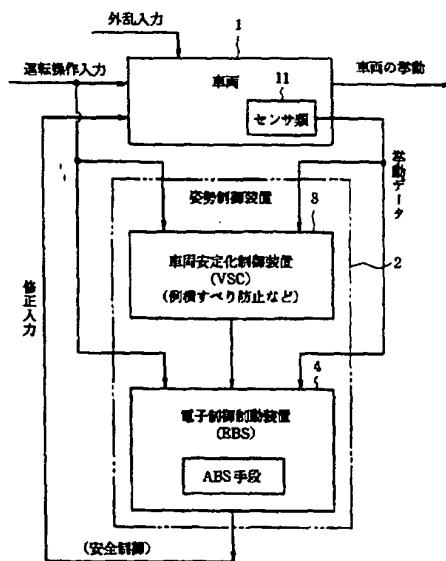 外乱入力
1
運転操作入力
車両
11
車両の挙動
センサ類
挙動データ
姿勢制御装置
3
車両安定化制御装置
(VSC)
(例横すべり防止など)
2
修正入力
4
電子制御制動装置
(EBS)
ABS手段
(安全制御)